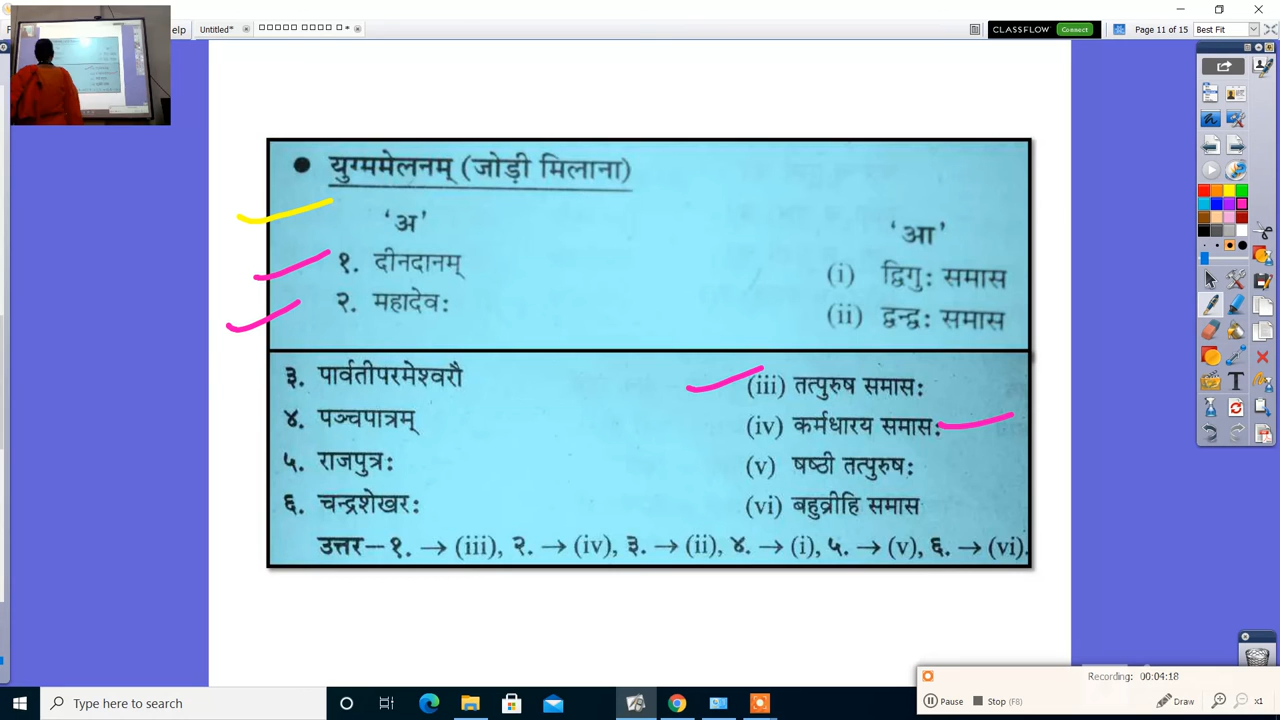 elp
Untitled*
CLASSFLOW Connect
Page 11 of 15
Best Fit
● युग्ममेलनम् (जोड़ी मिलाना)
'अ'
'आ'
१. दीनदानम्
(i) द्विगुः समास
२. महादेवः
(ii) द्वन्द्वः समास
३. पार्वतीपरमेश्वरौ
(iii) तत्पुरुष समासः
४. पञ्चपात्रम्
(iv) कर्मधारय समासः
५. राजपुत्रः
(v) षष्ठी तत्पुरुषः
६. चन्द्रशेखरः
(vi) बहुव्रीहि समास
उत्तर–१. → (iii), २. → (iv), ३. → (ii), ४. → (i), ५. → (v), ६. → (vi).
Recording: 00:04:18
Pause
Stop (F8)
Draw
x1
Type here to search